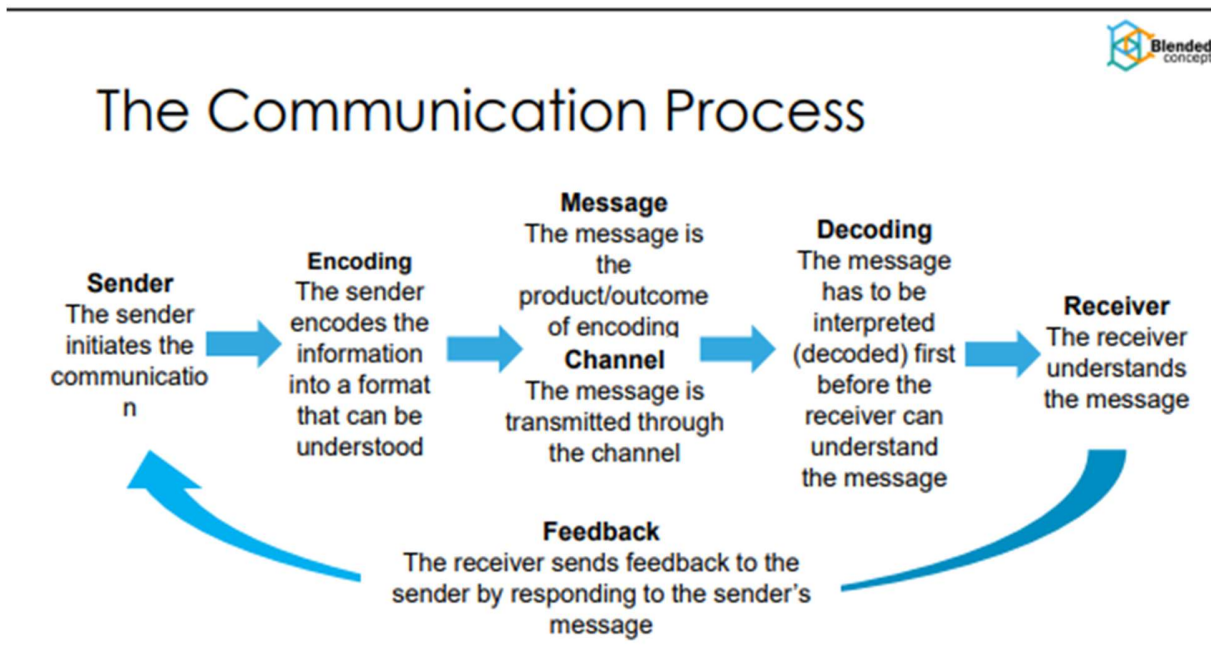 Blended
concept
The Communication Process
Sender
The sender
initiates the
communicatio
n
Encoding
The sender
encodes the
information
into a format
that can be
understood
Message
The message is
the
product/outcome
of encoding
Channel
The message is
transmitted through
the channel
Decoding
The message
has to be
interpreted
(decoded) first
before the
receiver can
understand
the message
Receiver
The receiver
understands
the message
Feedback
The receiver sends feedback to the
sender by responding to the sender's
message